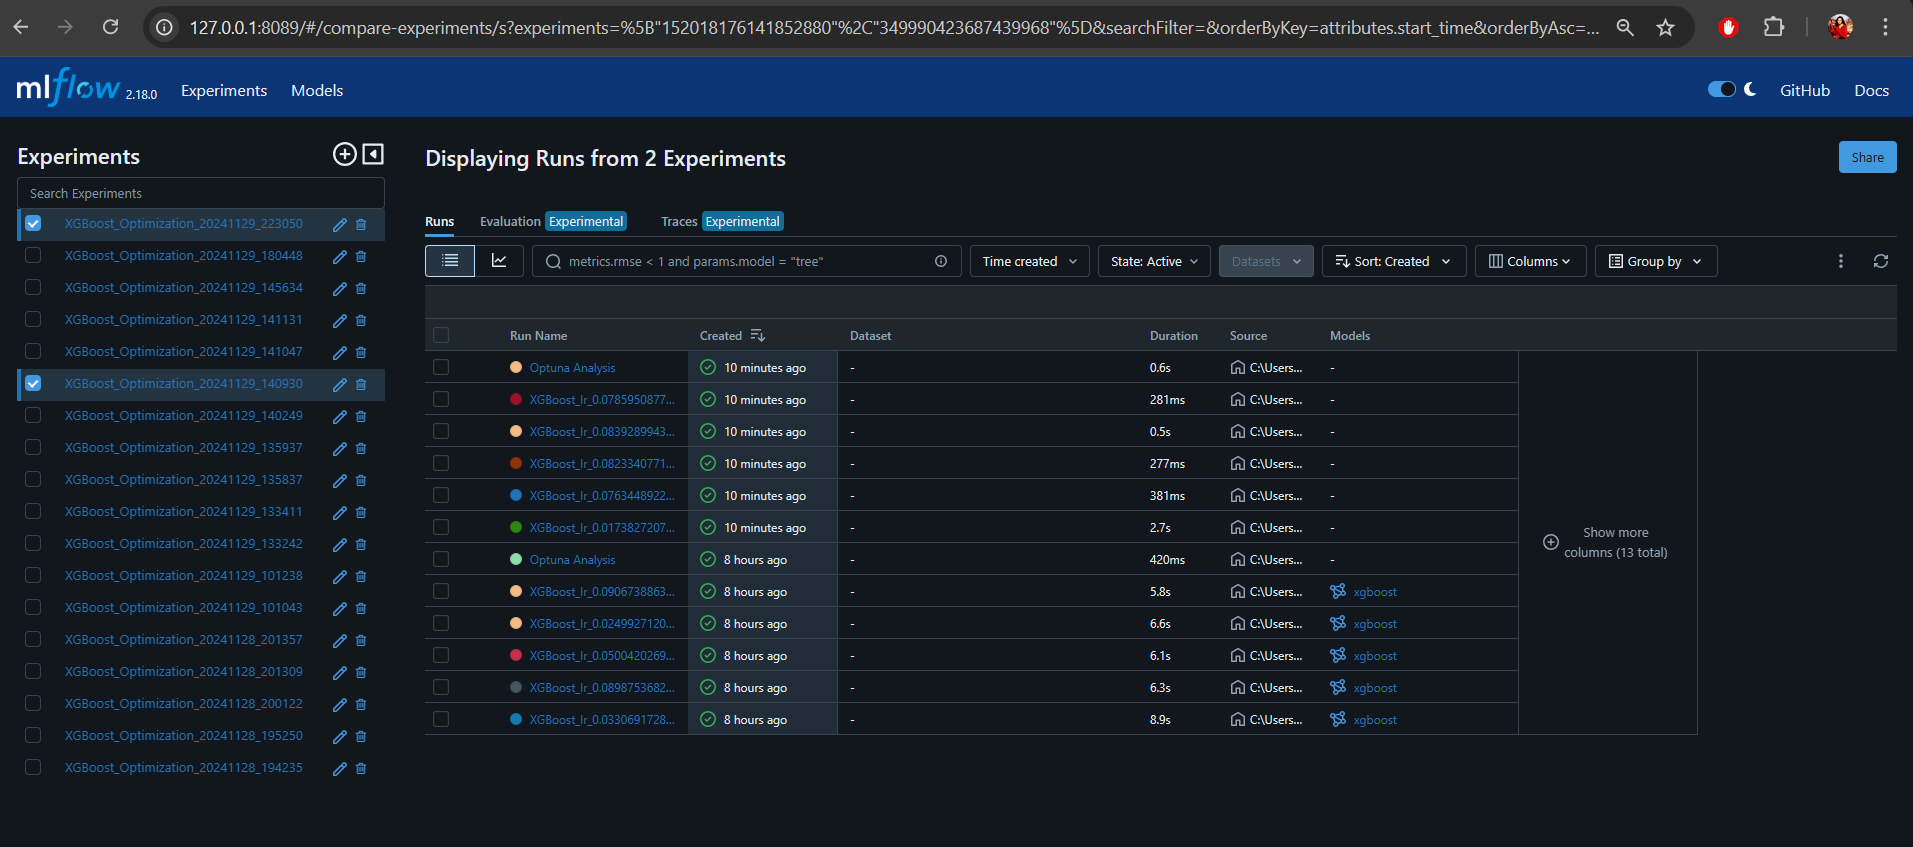 127.0.0.1:8089/#/compare-experiments/s?experiments=%5B"152018176141852880"%2C"349990423687439968"%5D&searchFilter=&orderByKey=attributes.start_time&orderByAsc=...
mlflow 2.18.0 Experiments Models GitHub Docs
Experiments
Search Experiments
XGBoost_Optimization_20241129_223050
XGBoost_Optimization_20241129_180448
XGBoost_Optimization_20241129_145634
XGBoost_Optimization_20241129_141131
XGBoost_Optimization_20241129_141047
XGBoost_Optimization_20241129_140930
XGBoost_Optimization_20241129_140249
XGBoost_Optimization_20241129_135937
XGBoost_Optimization_20241129_135837
XGBoost_Optimization_20241129_133411
XGBoost_Optimization_20241129_133242
XGBoost_Optimization_20241129_101238
XGBoost_Optimization_20241129_101043
XGBoost_Optimization_20241128_201357
XGBoost_Optimization_20241128_201309
XGBoost_Optimization_20241128_200122
XGBoost_Optimization_20241128_195250
XGBoost_Optimization_20241128_194235
Displaying Runs from 2 Experiments
Share
Runs Evaluation Experimental Traces Experimental
metrics.rmse < 1 and params.model = "tree" Time created State: Active Datasets Sort: Created Columns Group by
Run Name Created Dataset Duration Source Models
Optuna Analysis 10 minutes ago - 0.6s C:\Users... -
XGBoost_lr_0.0785950877... 10 minutes ago - 281ms C:\Users... -
XGBoost_lr_0.0839289943... 10 minutes ago - 0.5s C:\Users... -
XGBoost_lr_0.0823340771... 10 minutes ago - 277ms C:\Users... -
XGBoost_lr_0.0763448922... 10 minutes ago - 381ms C:\Users... -
XGBoost_lr_0.0173827207... 10 minutes ago - 2.7s C:\Users... -
Optuna Analysis 8 hours ago - 420ms C:\Users... -
XGBoost_lr_0.0906738863... 8 hours ago - 5.8s C:\Users... xgboost
XGBoost_lr_0.0249927120... 8 hours ago - 6.6s C:\Users... xgboost
XGBoost_lr_0.0500420269... 8 hours ago - 6.1s C:\Users... xgboost
XGBoost_lr_0.0898753682... 8 hours ago - 6.3s C:\Users... xgboost
XGBoost_lr_0.0330691728... 8 hours ago - 8.9s C:\Users... xgboost
Show more
columns (13 total)